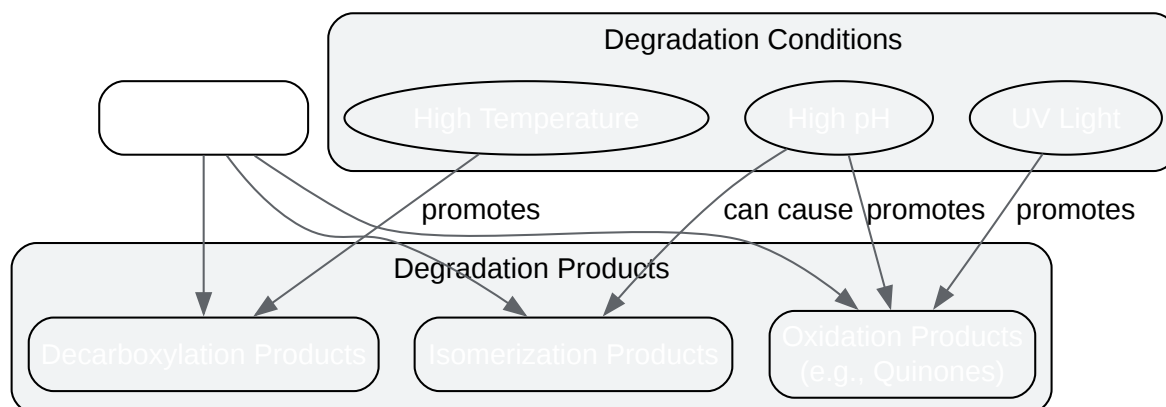 Degradation Conditions
High Temperature
High pH
UV Light
promotes
can cause
promotes
promotes
Degradation Products
Decarboxylation Products
Isomerization Products
Oxidation Products
(e.g., Quinones)